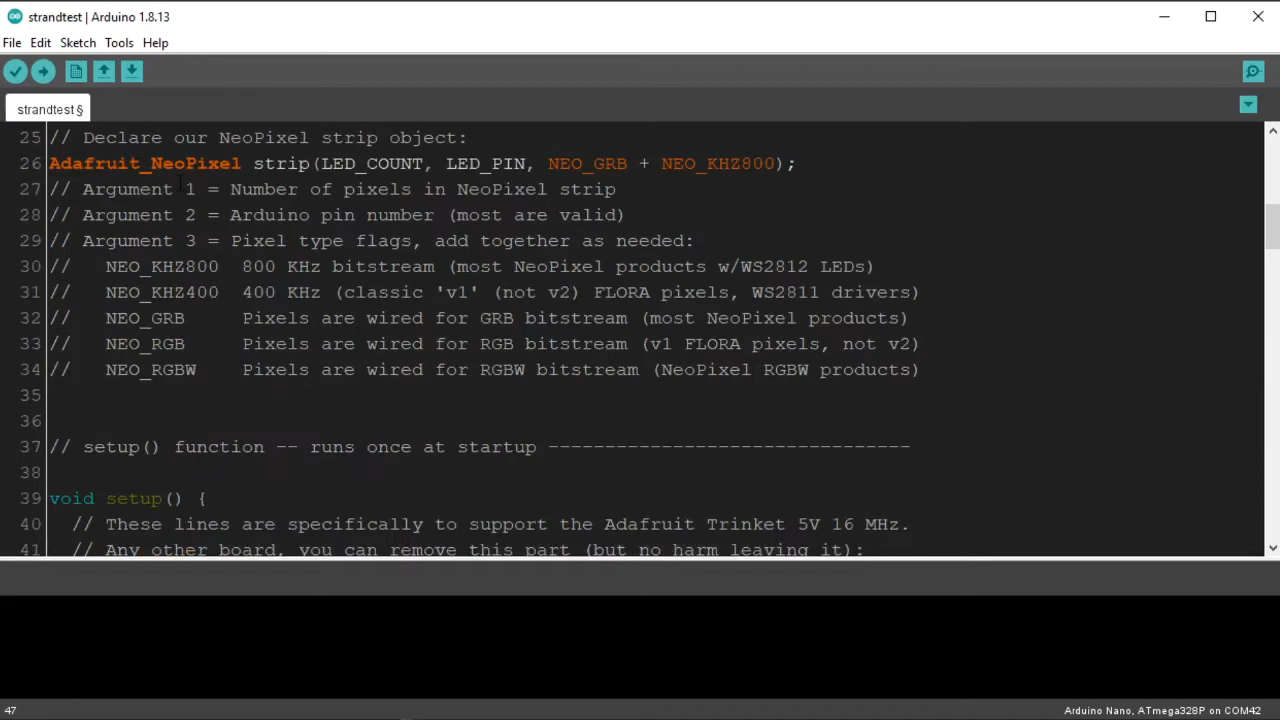 strandtest | Arduino 1.8.13
File Edit Sketch Tools Help
strandtest §
25 // Declare our NeoPixel strip object:
26 Adafruit_NeoPixel strip(LED_COUNT, LED_PIN, NEO_GRB + NEO_KHZ800);
27 // Argument 1 = Number of pixels in NeoPixel strip
28 // Argument 2 = Arduino pin number (most are valid)
29 // Argument 3 = Pixel type flags, add together as needed:
30 //   NEO_KHZ800  800 KHz bitstream (most NeoPixel products w/WS2812 LEDs)
31 //   NEO_KHZ400  400 KHz (classic 'v1' (not v2) FLORA pixels, WS2811 drivers)
32 //   NEO_GRB     Pixels are wired for GRB bitstream (most NeoPixel products)
33 //   NEO_RGB     Pixels are wired for RGB bitstream (v1 FLORA pixels, not v2)
34 //   NEO_RGBW    Pixels are wired for RGBW bitstream (NeoPixel RGBW products)
35
36
37 // setup() function -- runs once at startup --------------------------------
38
39 void setup() {
40   // These lines are specifically to support the Adafruit Trinket 5V 16 MHz.
41   // Any other board, you can remove this part (but no harm leaving it):
47
Arduino Nano, ATmega328P on COM42